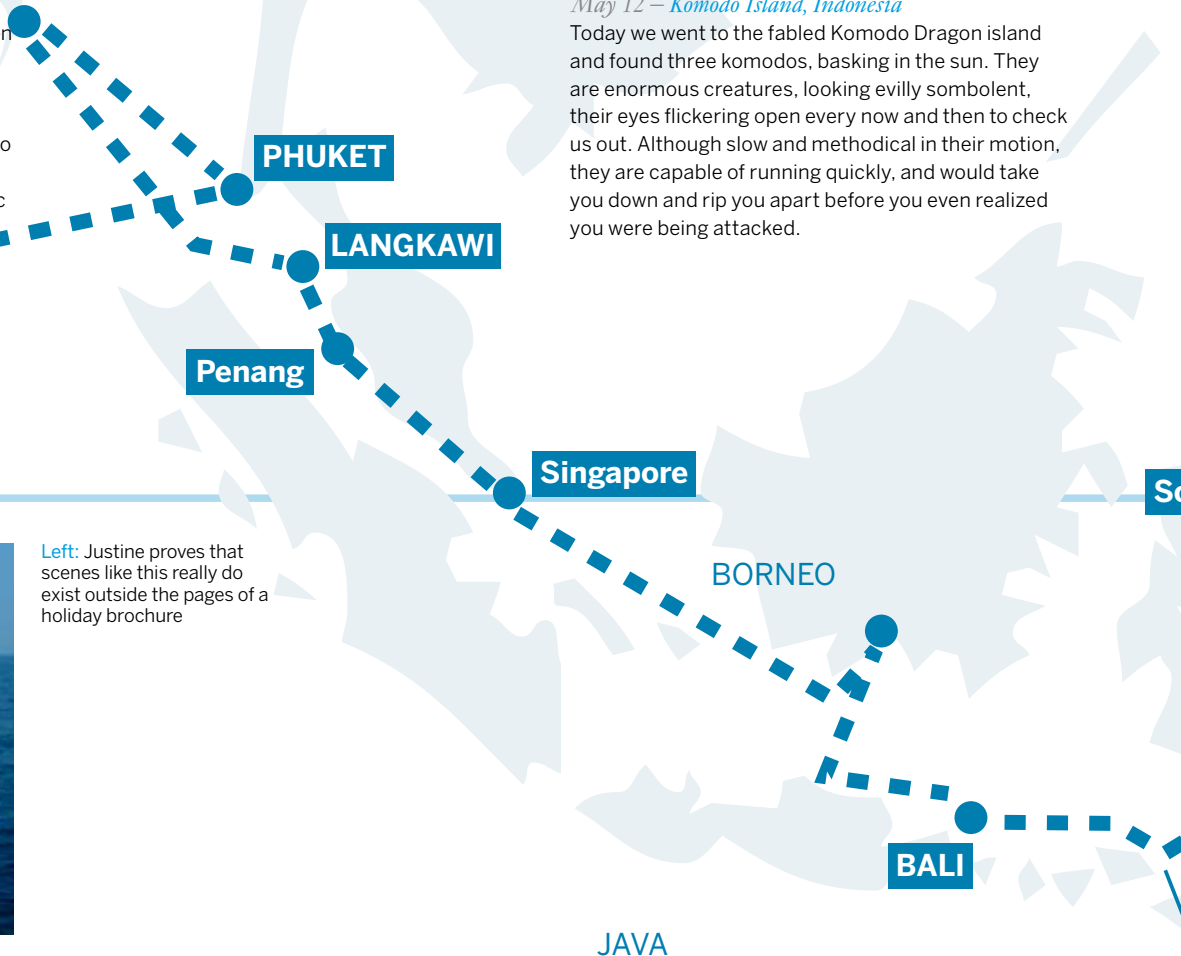 May 12 – Komodo Island, Indonesia
Today we went to the fabled Komodo Dragon island
and found three komodos, basking in the sun. They
are enormous creatures, looking evilly sombolent,
their eyes flickering open every now and then to check
us out. Although slow and methodical in their motion,
they are capable of running quickly, and would take
you down and rip you apart before you even realized
you were being attacked.
PHUKET
LANGKAWI
Penang
Singapore
Left: Justine proves that
scenes like this really do
exist outside the pages of a
holiday brochure
BORNEO
BALI
JAVA